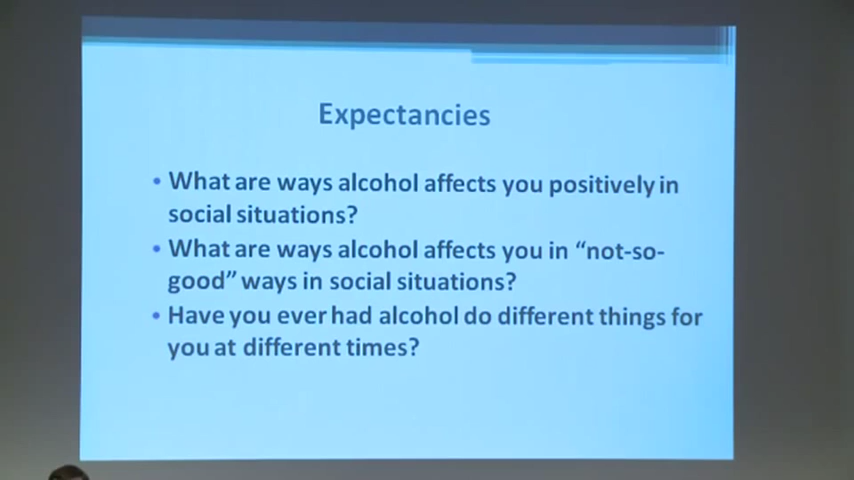 Expectancies
• What are ways alcohol affects you positively in
social situations?
• What are ways alcohol affects you in “not-so-
good” ways in social situations?
• Have you ever had alcohol do different things for
you at different times?